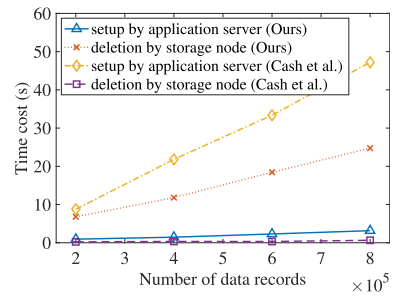 60
50
40
30
20
10
0
Time cost (s)
setup by application server (Ours)
deletion by storage node (Ours)
setup by application server (Cash et al.)
deletion by storage node (Cash et al.)
2 3 4 5 6 7 8
Number of data records
×10⁵